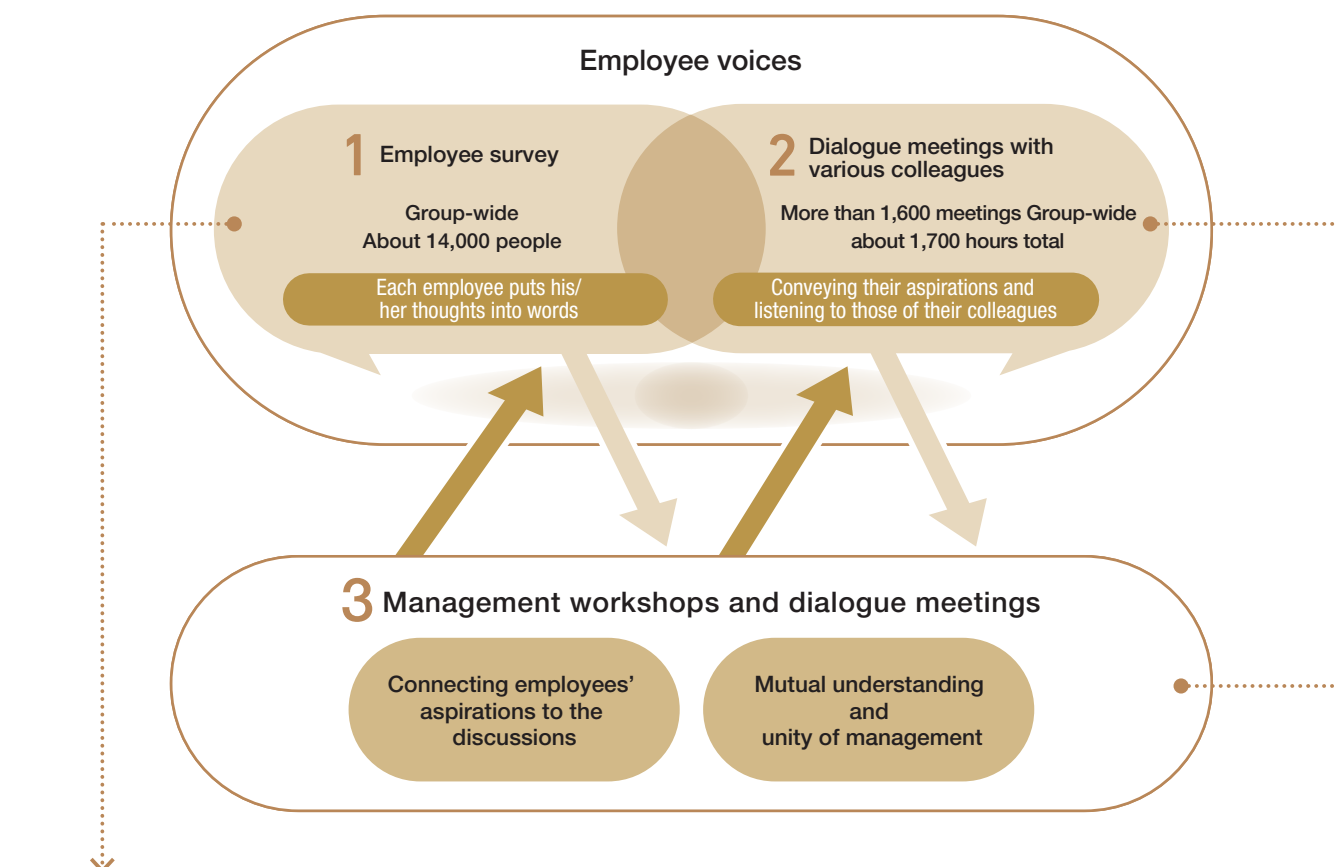 Employee voices
1 Employee survey
Group-wide
About 14,000 people
Each employee puts his/
her thoughts into words
2 Dialogue meetings with
various colleagues
More than 1,600 meetings Group-wide
about 1,700 hours total
Conveying their aspirations and
listening to those of their colleagues
3 Management workshops and dialogue meetings
Connecting employees’
aspirations to the
discussions
Mutual understanding
and
unity of management